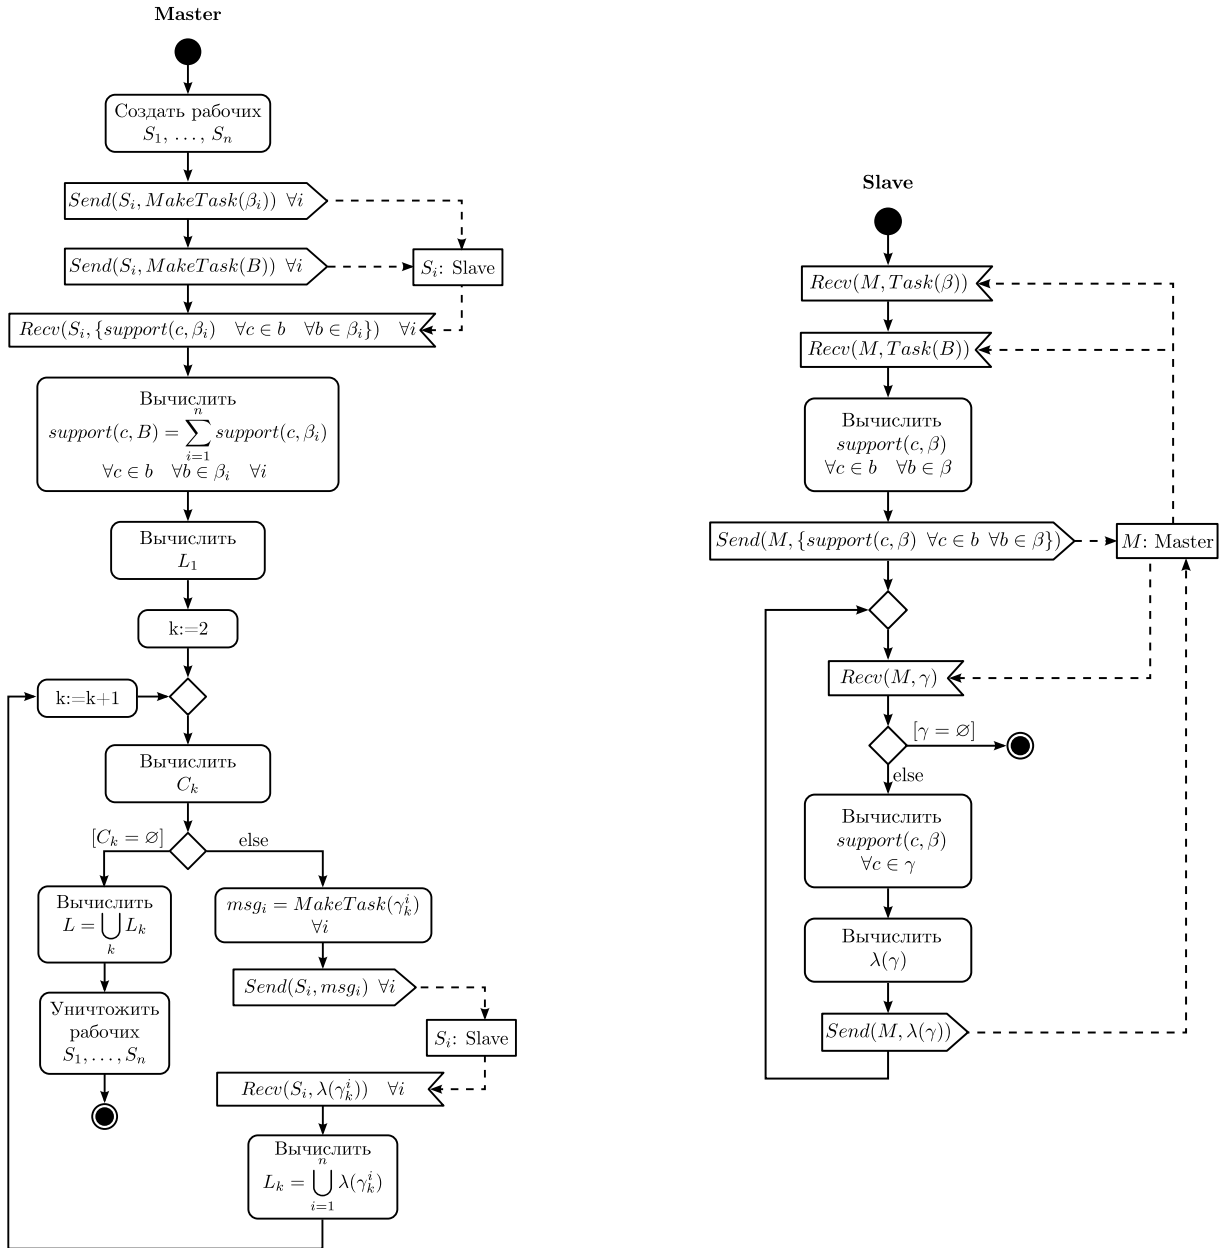 Master
Создать рабочих
S_1, …, S_n
Send(S_i, MakeTask(β_i)) ∀i
Send(S_i, MakeTask(B)) ∀i
S_i: Slave
Recv(S_i, {support(c, β_i) ∀c ∈ b ∀b ∈ β_i}) ∀i
Вычислить
support(c, B) = ∑_{i=1}^{n} support(c, β_i)
∀c ∈ b ∀b ∈ β_i ∀i
Вычислить
L_1
k:=2
k:=k+1
Вычислить
C_k
[C_k = ∅]
else
Вычислить
L = ⋃_k L_k
Уничтожить
рабочих
S_1, …, S_n
msg_i = MakeTask(γ_k^i)
∀i
Send(S_i, msg_i) ∀i
S_i: Slave
Recv(S_i, λ(γ_k^i)) ∀i
Вычислить
L_k = ⋃_{i=1}^{n} λ(γ_k^i)
Slave
Recv(M, Task(β))
Recv(M, Task(B))
Вычислить
support(c, β)
∀c ∈ b ∀b ∈ β
Send(M, {support(c, β) ∀c ∈ b ∀b ∈ β})
M: Master
Recv(M, γ)
[γ = ∅]
else
Вычислить
support(c, β)
∀c ∈ γ
Вычислить
λ(γ)
Send(M, λ(γ))